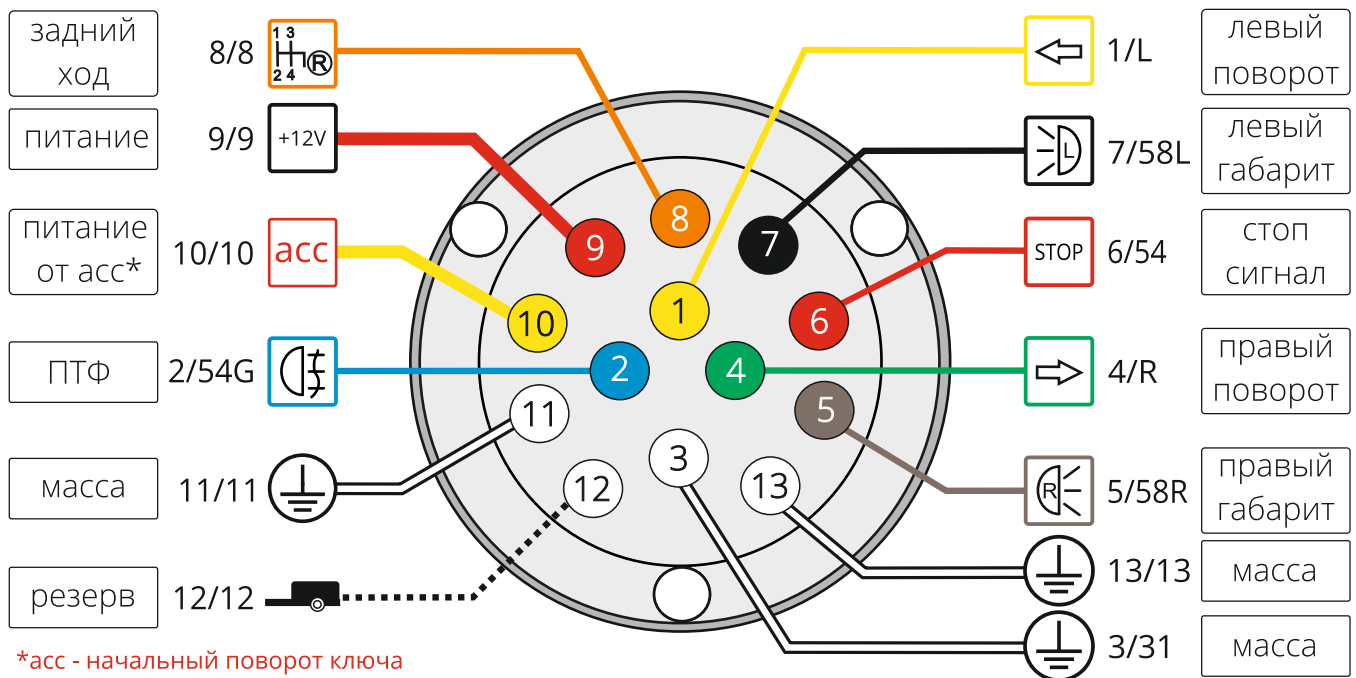 задний
ход
8/8
1 3
R
2 4
питание
9/9
+12V
питание
от асс*
10/10
acc
ПТФ
2/54G
масса
11/11
резерв
12/12
8
9
7
10
1
6
2
4
11
5
3
12
13
1/L
левый
поворот
L
7/58L
левый
габарит
STOP
6/54
стоп
сигнал
4/R
правый
поворот
R
5/58R
правый
габарит
13/13
масса
3/31
масса
*асс - начальный поворот ключа